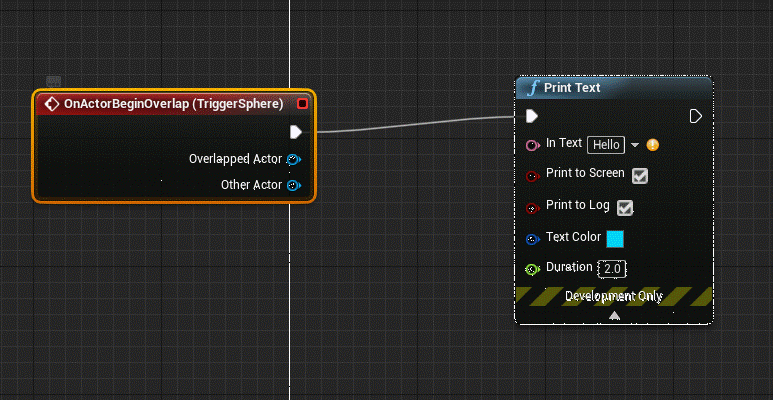 OnActorBeginOverlap (TriggerSphere)
Overlapped Actor
Other Actor
f Print Text
In Text Hello
Print to Screen
Print to Log
Text Color
Duration 2.0
Development Only